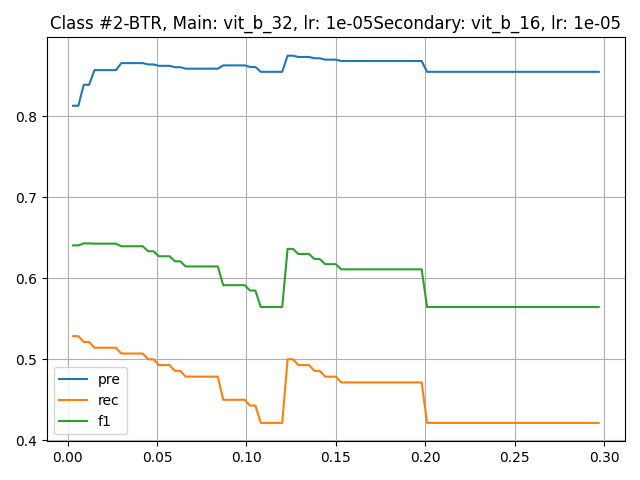 Class #2-BTR, Main: vit_b_32, lr: 1e-05Secondary: vit_b_16, lr: 1e-05
0.8
0.7
0.6
0.5
0.4
pre
rec
f1
0.00 0.05 0.10 0.15 0.20 0.25 0.30